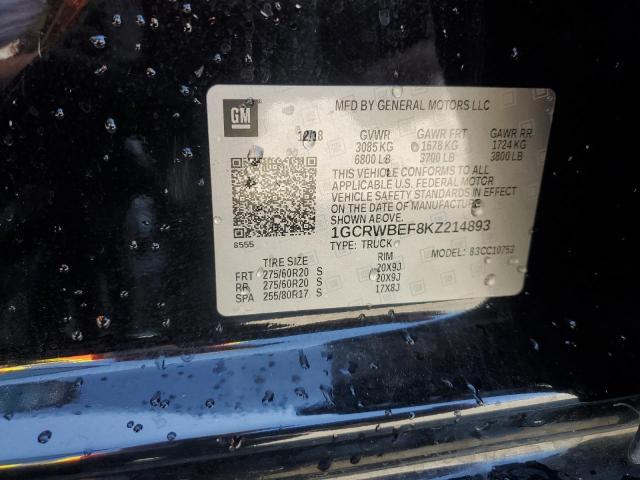 GM
MFD BY GENERAL MOTORS LLC
12/18 GVWR GAWR FRT GAWR RR
3085 KG 1678 KG 1724 KG
6800 LB 3700 LB 3800 LB
THIS VEHICLE CONFORMS TO ALL
APPLICABLE U.S. FEDERAL MOTOR
VEHICLE SAFETY STANDARDS IN EFFECT
ON THE DATE OF MANUFACTURE
SHOWN ABOVE.
8555
1GCRWBEF8KZ214893
TYPE: TRUCK MODEL: 83CC10753
TIRE SIZE RIM
FRT 275/60R20 S 20X9J
RR 275/60R20 S 20X9J
SPA 255/80R17 S 17X8J